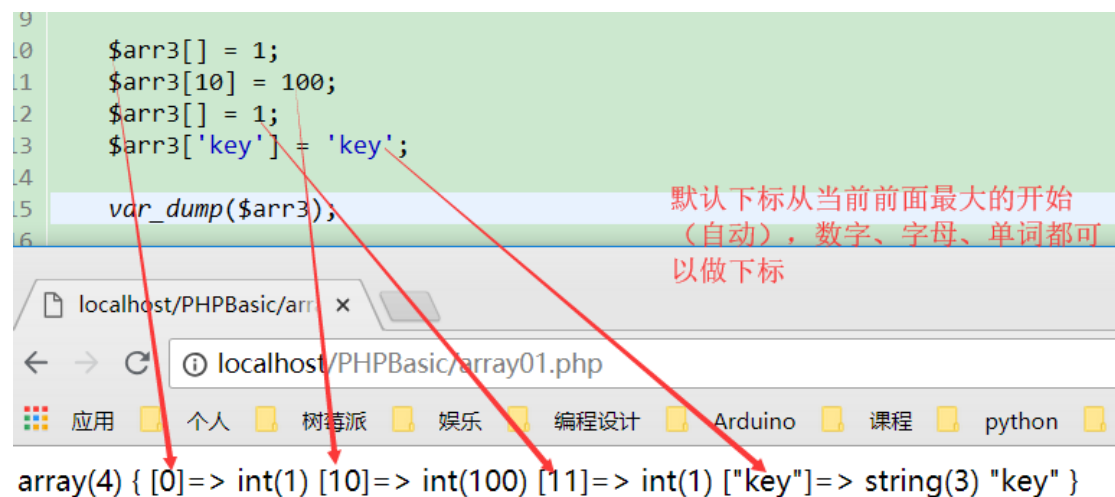 9
10 $arr3[] = 1;
11 $arr3[10] = 100;
12 $arr3[] = 1;
13 $arr3['key'] = 'key';
14
15 var_dump($arr3);
16
默认下标从当前前面最大的开始
（自动），数字、字母、单词都可
以做下标
localhost/PHPBasic/arr ×
localhost/PHPBasic/array01.php
应用 个人 树莓派 娱乐 编程设计 Arduino 课程 python
array(4) { [0]=> int(1) [10]=> int(100) [11]=> int(1) ["key"]=> string(3) "key" }